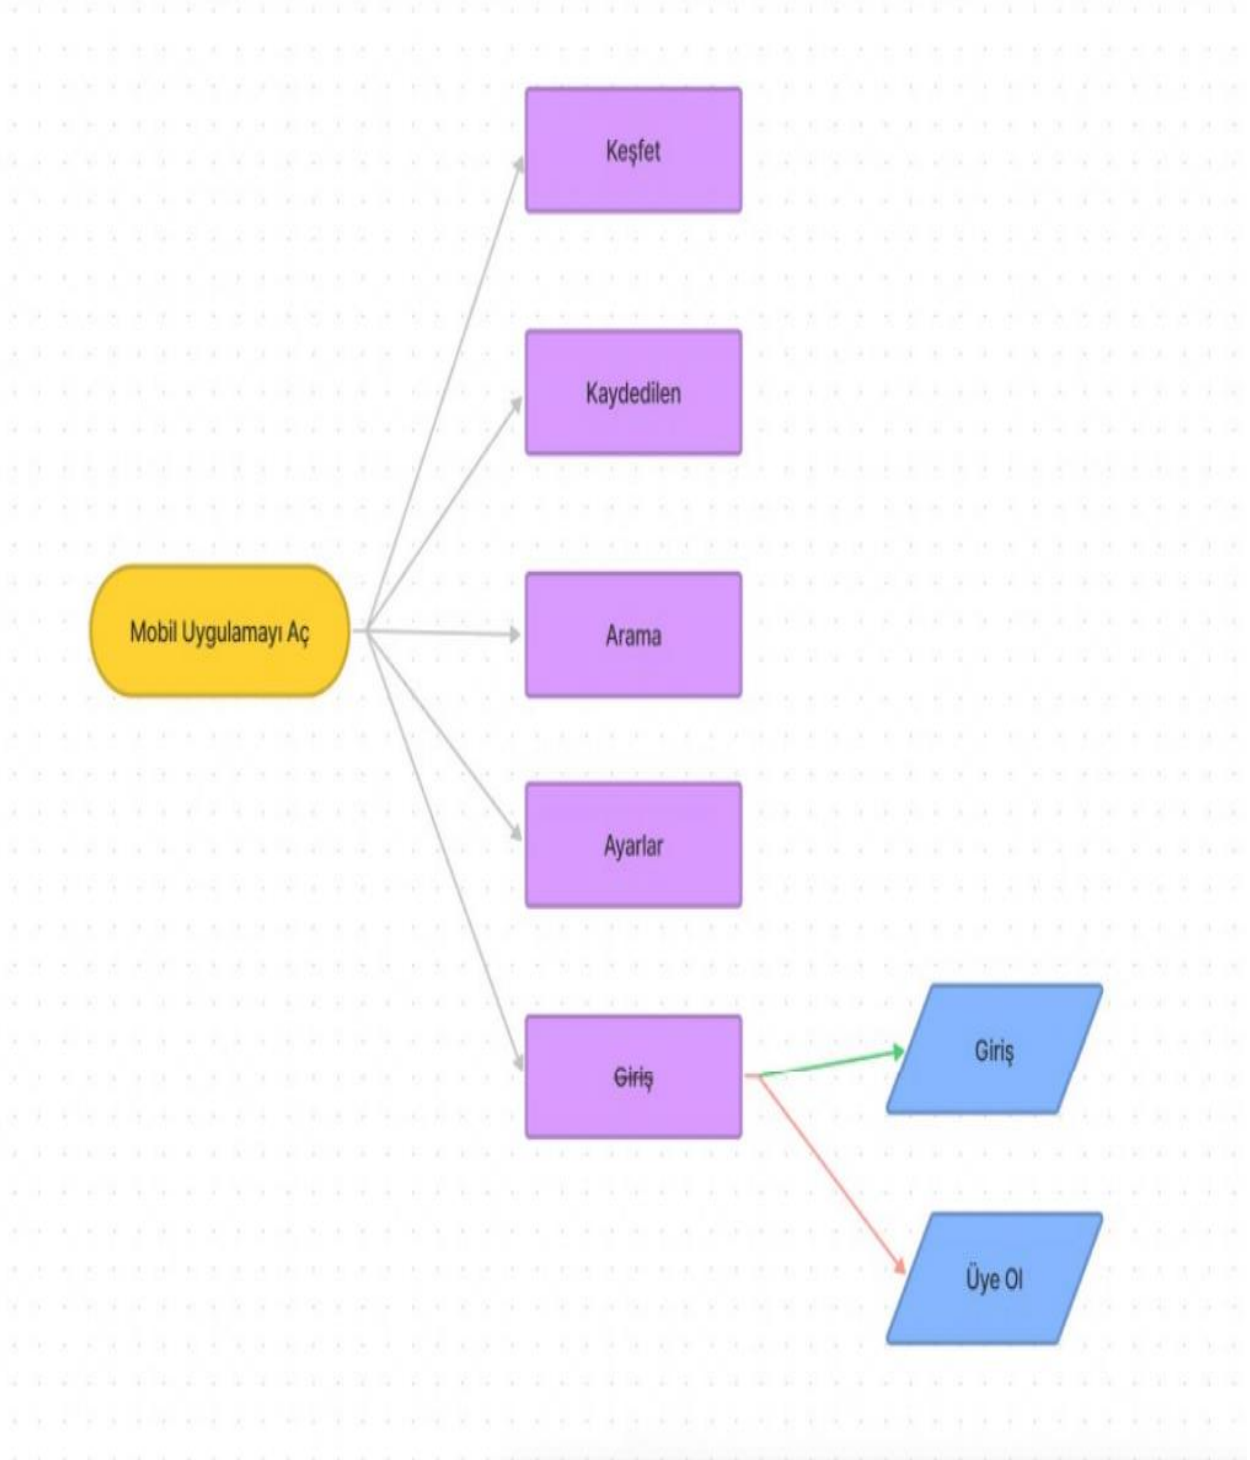 Keşfet
Kaydedilen
Mobil Uygulamayı Aç
Arama
Ayarlar
Giriş
Giriş
Üye Ol